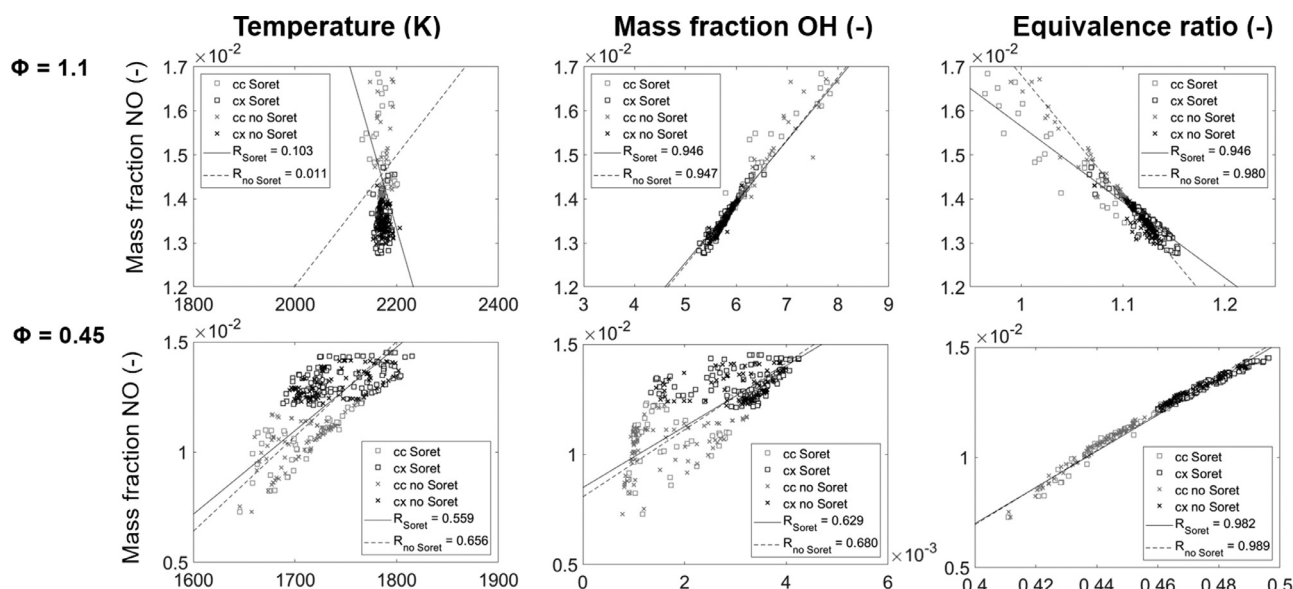 Temperature (K)
Mass fraction OH (-)
Equivalence ratio (-)
Φ = 1.1
×10⁻²
1.7
1.6
1.5
1.4
1.3
1.2
Mass fraction NO (-)
cc Soret
cx Soret
cc no Soret
cx no Soret
R_Soret = 0.103
R_no Soret = 0.011
1800
2000
2200
2400
×10⁻²
1.7
1.6
1.5
1.4
1.3
1.2
cc Soret
cx Soret
cc no Soret
cx no Soret
R_Soret = 0.946
R_no Soret = 0.947
3
4
5
6
7
8
9
×10⁻²
1.7
1.6
1.5
1.4
1.3
1.2
cc Soret
cx Soret
cc no Soret
cx no Soret
R_Soret = 0.946
R_no Soret = 0.980
1
1.1
1.2
Φ = 0.45
×10⁻²
1.5
1
0.5
Mass fraction NO (-)
cc Soret
cx Soret
cc no Soret
cx no Soret
R_Soret = 0.559
R_no Soret = 0.656
1600
1700
1800
1900
×10⁻²
1.5
1
0.5
cc Soret
cx Soret
cc no Soret
cx no Soret
R_Soret = 0.629
R_no Soret = 0.680
0
2
4
6
×10⁻³
×10⁻²
1.5
1
0.5
cc Soret
cx Soret
cc no Soret
cx no Soret
R_Soret = 0.982
R_no Soret = 0.989
0.4
0.42
0.44
0.46
0.48
0.5